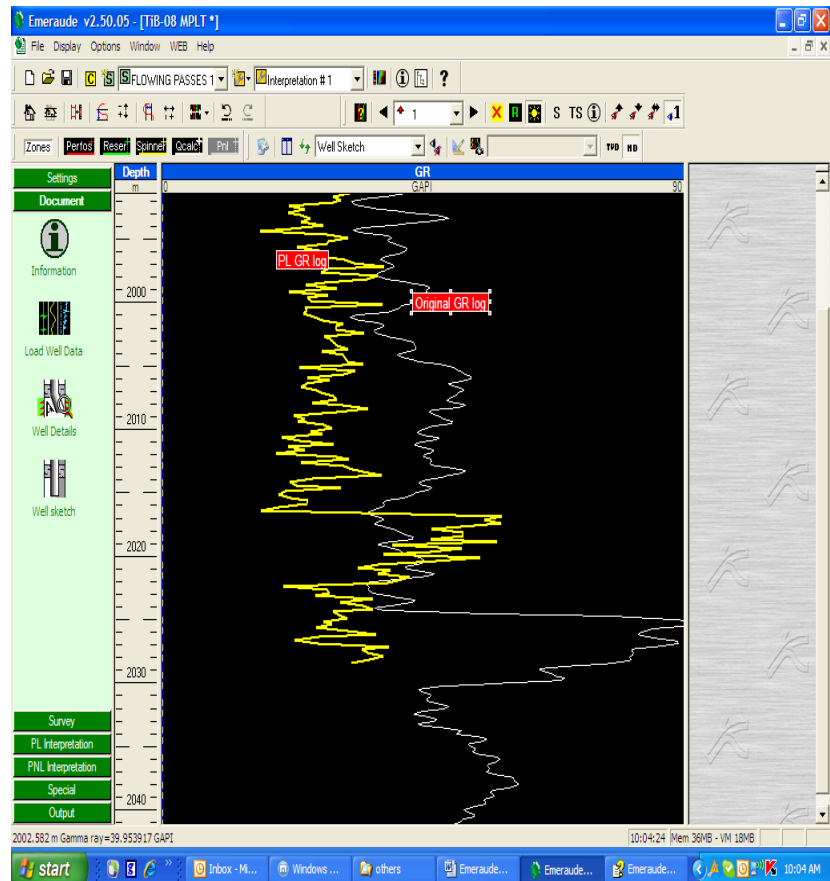 Emeraude v2.50.05 - [TiB-08 MPLT *]
File Display Options Window WEB Help
C S SFLOWING PASSES 1 Interpretation # 1 ?
? 1 X R S TS 1
Zones Perfos Reserv Spinner Qcalc Pnl T Well Sketch TVD MD
Settings
Document
Information
Load Well Data
Well Details
Well sketch
Survey
PL Interpretation
PNL Interpretation
Special
Output
Depth
m
GR
0 GAPI 90
PL GR log
Original GR log
2000
2010
2020
2030
2040
2002.582 m Gamma ray=39.953917 GAPI 10:04:24 Mem 36MB - VM 18MB
start Inbox - Mi... Windows ... others Emeraude... Emeraude... Emeraude... 10:04 AM